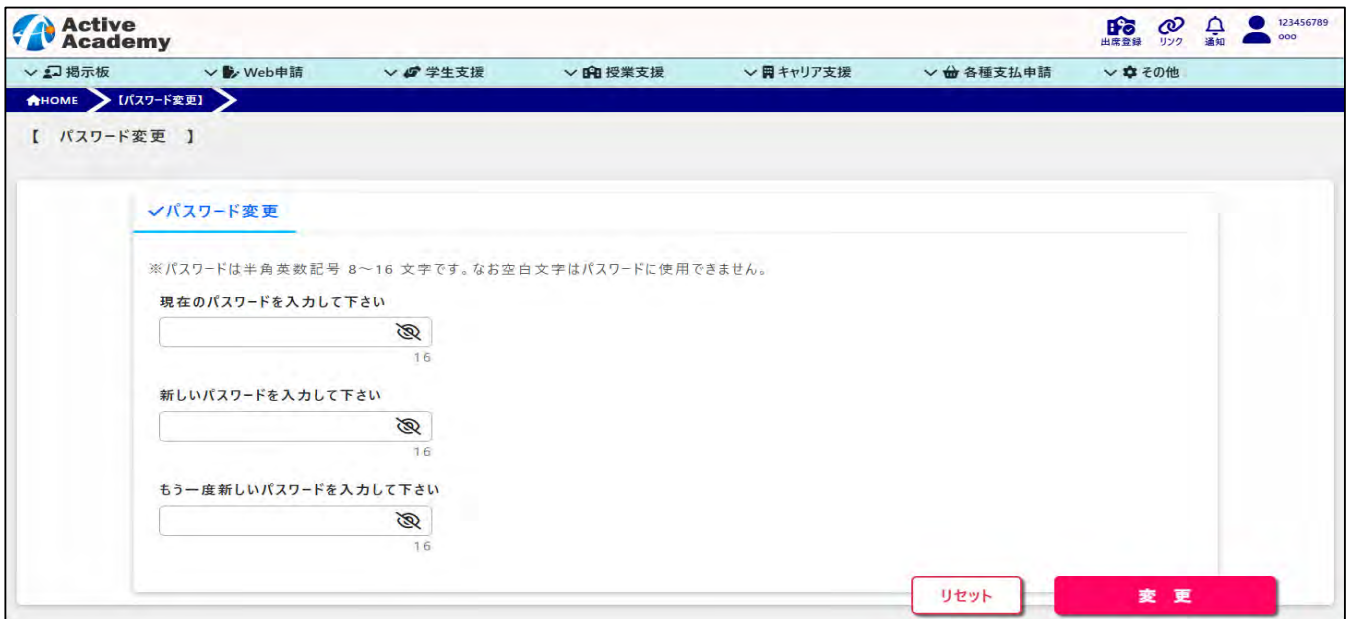 Active
Academy
出席登録 リンク 通知 123456789
000
掲示板 Web申請 学生支援 授業支援 キャリア支援 各種支払申請 その他
HOME 【パスワード変更】
【 パスワード変更 】
パスワード変更
※パスワードは半角英数記号 8～16 文字です。なお空白文字はパスワードに使用できません。
現在のパスワードを入力して下さい
16
新しいパスワードを入力して下さい
16
もう一度新しいパスワードを入力して下さい
16
リセット 変 更